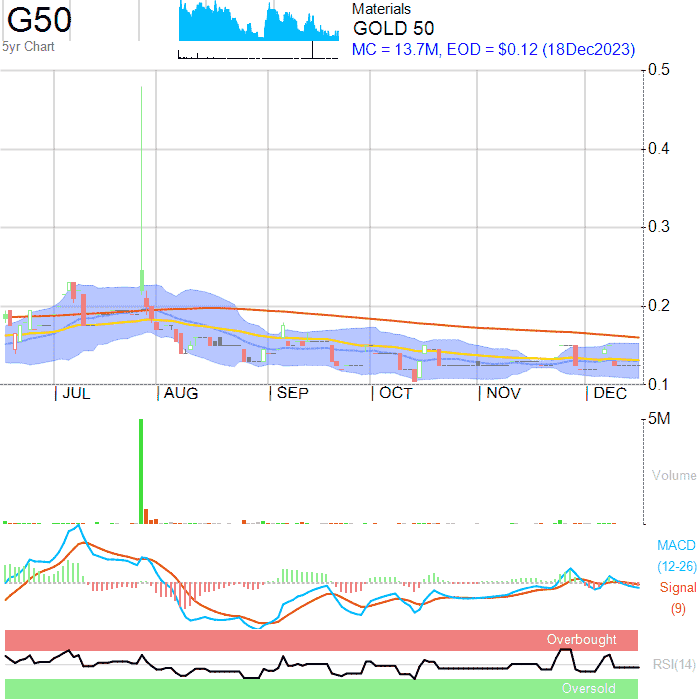 G50
5yr Chart
Materials
GOLD 50
MC = 13.7M, EOD = $0.12 (18Dec2023)
0.5
0.4
0.3
0.2
0.1
JUL AUG SEP OCT NOV DEC
5M
Volume
MACD
(12-26)
Signal
(9)
Overbought
RSI(14)
Oversold